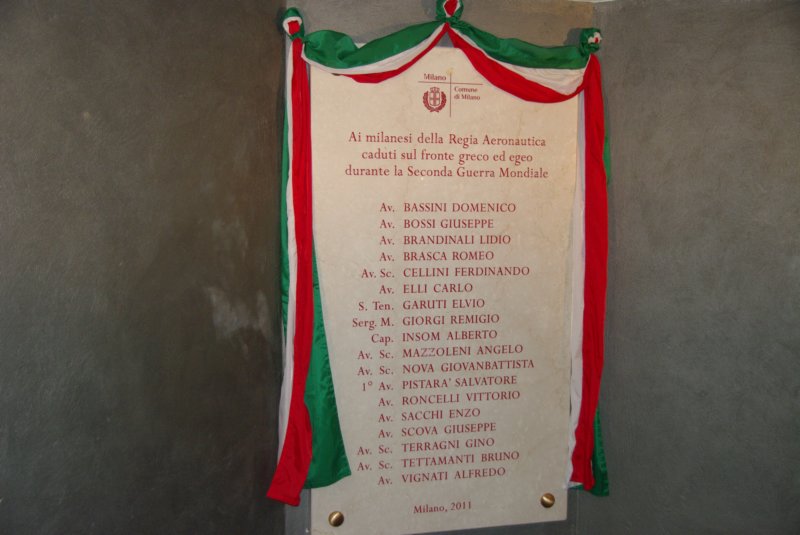 Milano
Comune
di Milano
Ai milanesi della Regia Aeronautica
caduti sul fronte greco ed egeo
durante la Seconda Guerra Mondiale
Av. BASSINI DOMENICO
Av. BOSSI GIUSEPPE
Av. BRANDINALI LIDIO
Av. BRASCA ROMEO
Av. Sc. CELLINI FERDINANDO
Av. ELLI CARLO
S. Ten. GARUTI ELVIO
Serg. M. GIORGI REMIGIO
Cap. INSOM ALBERTO
Av. Sc. MAZZOLENI ANGELO
Av. Sc. NOVA GIOVANBATTISTA
1° Av. PISTARA' SALVATORE
Av. RONCELLI VITTORIO
Av. SACCHI ENZO
Av. SCOVA GIUSEPPE
Av. Sc. TERRAGNI GINO
Av. Sc. TETTAMANTI BRUNO
Av. VIGNATI ALFREDO
Milano, 2011